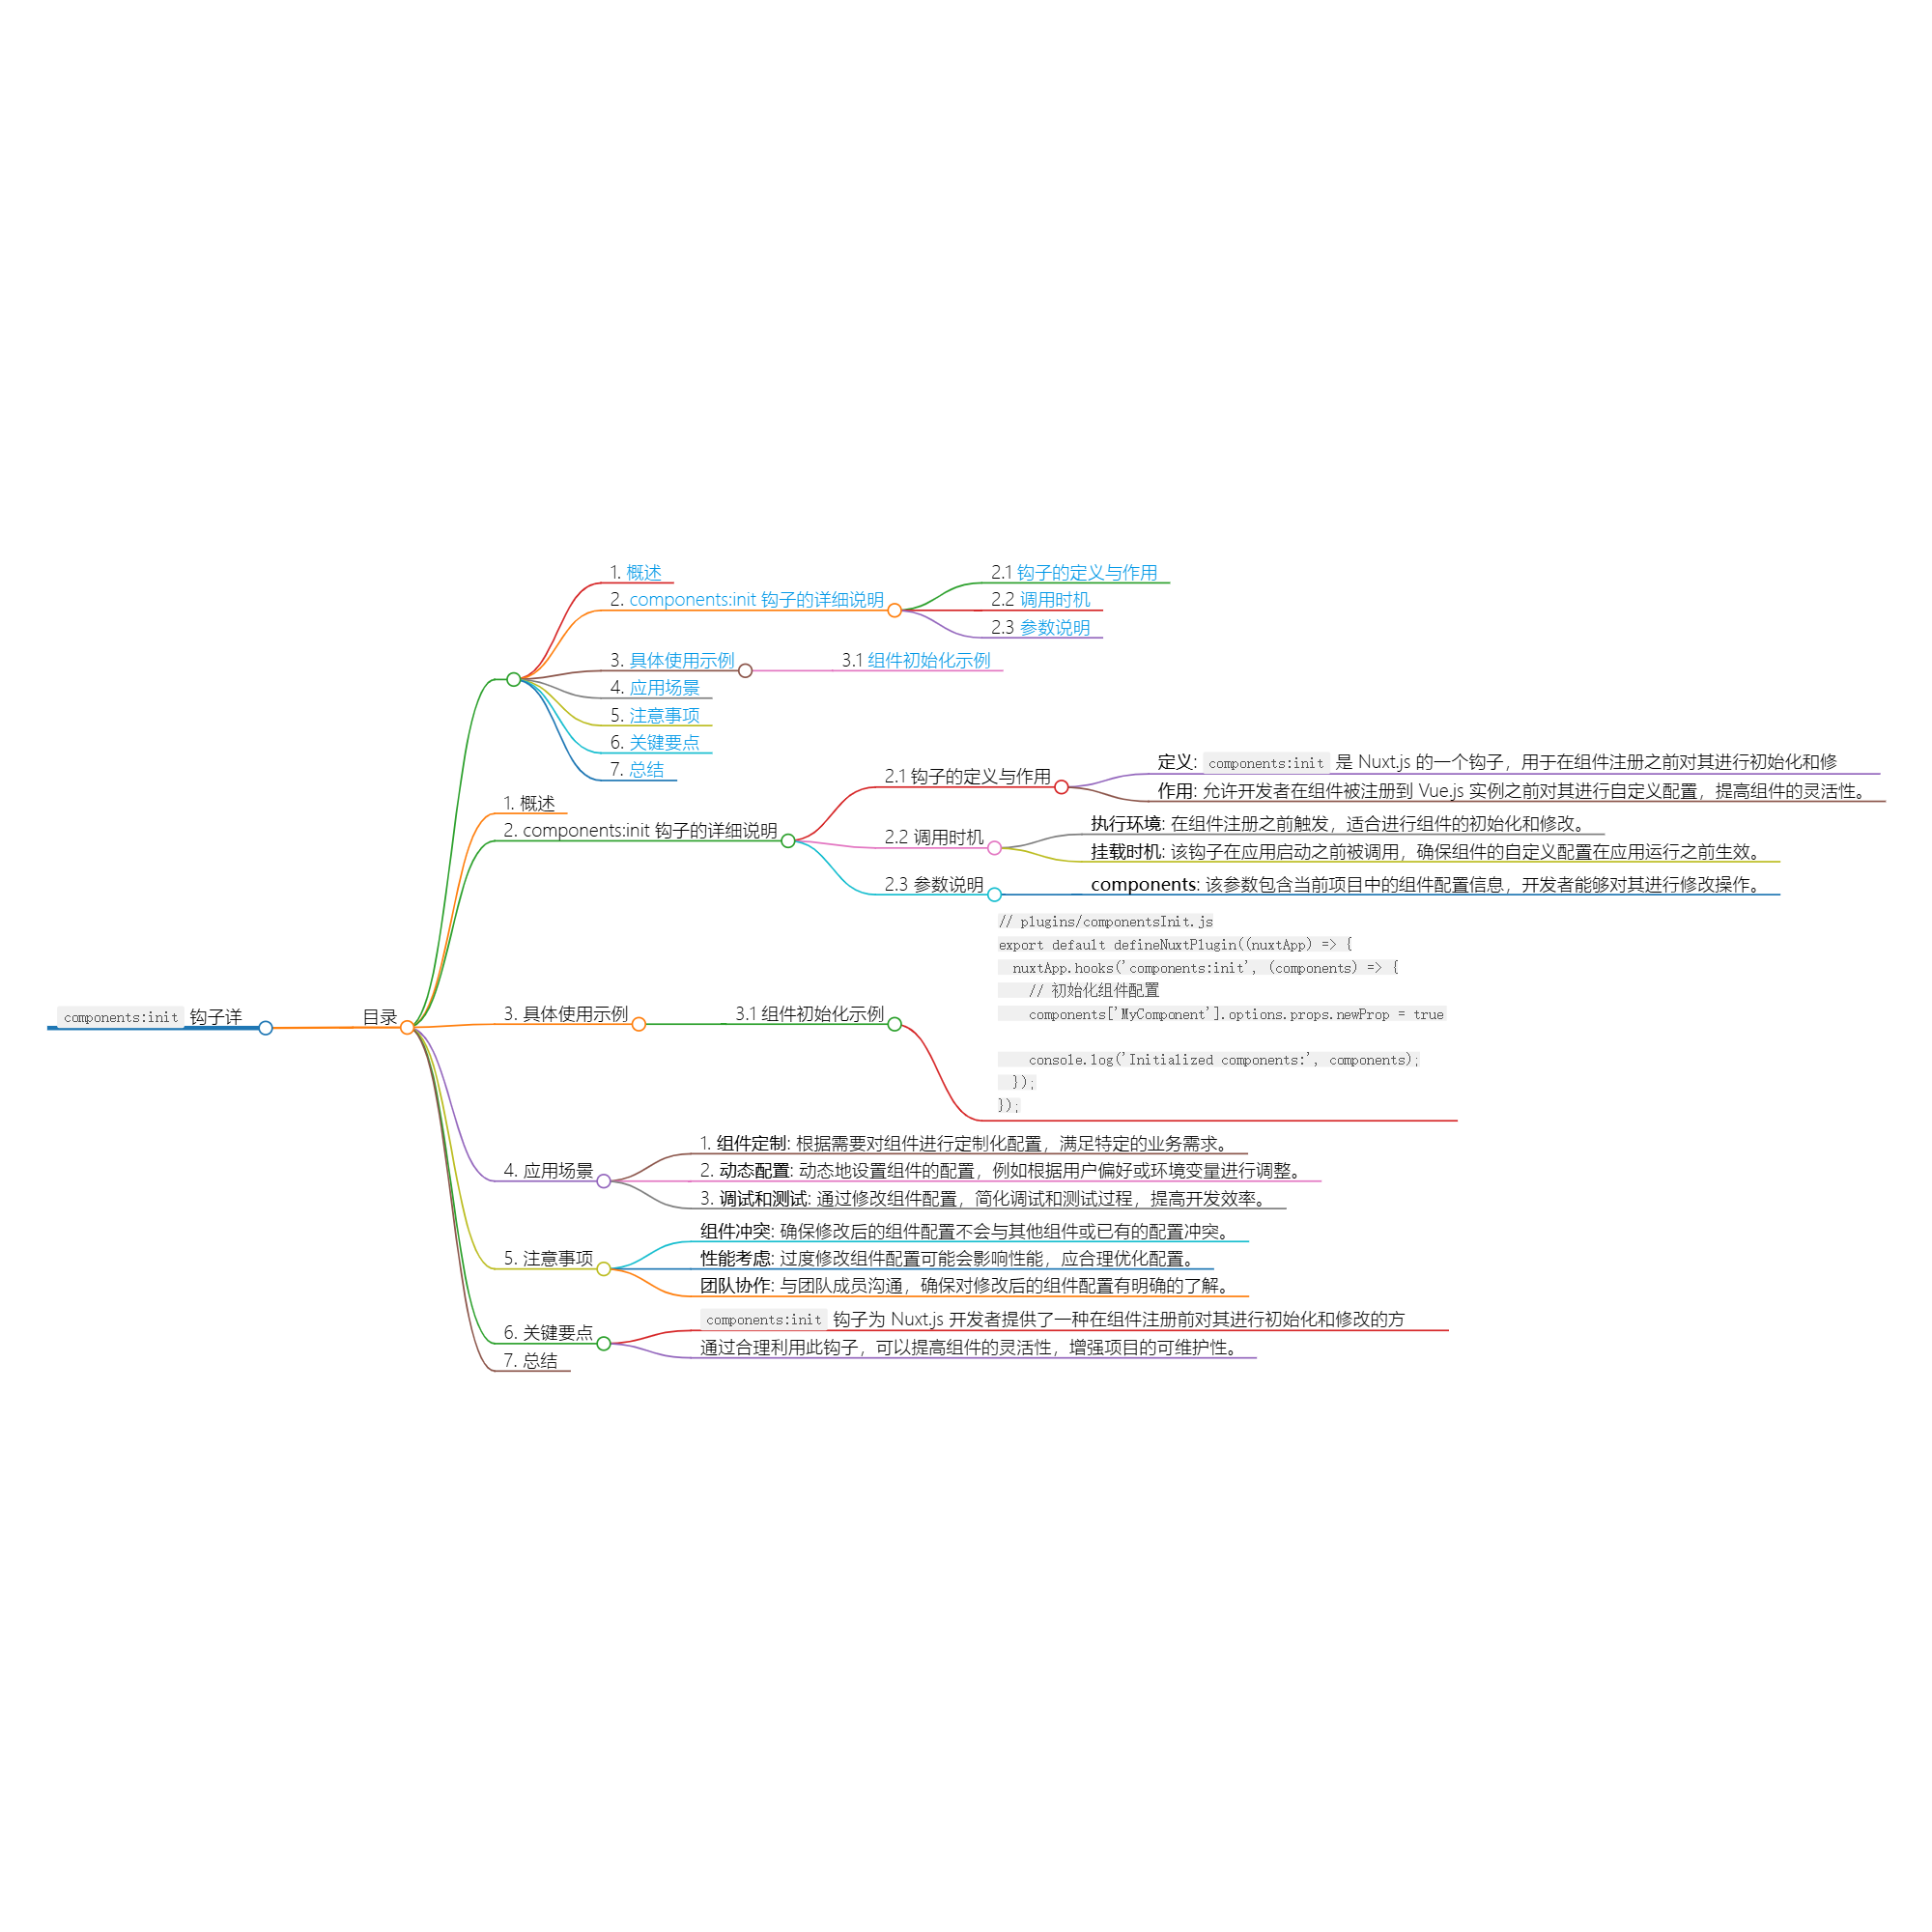 1. 概述
2. components:init 钩子的详细说明
2.1 钩子的定义与作用
2.2 调用时机
2.3 参数说明
3. 具体使用示例
3.1 组件初始化示例
4. 应用场景
5. 注意事项
6. 关键要点
7. 总结
components:init 钩子详
目录
1. 概述
2. components:init 钩子的详细说明
2.1 钩子的定义与作用
定义: components:init 是 Nuxt.js 的一个钩子，用于在组件注册之前对其进行初始化和修
作用: 允许开发者在组件被注册到 Vue.js 实例之前对其进行自定义配置，提高组件的灵活性。
2.2 调用时机
执行环境: 在组件注册之前触发，适合进行组件的初始化和修改。
挂载时机: 该钩子在应用启动之前被调用，确保组件的自定义配置在应用运行之前生效。
2.3 参数说明
components: 该参数包含当前项目中的组件配置信息，开发者能够对其进行修改操作。
3. 具体使用示例
3.1 组件初始化示例
// plugins/componentsInit.js
export default defineNuxtPlugin((nuxtApp) => {
  nuxtApp.hooks('components:init', (components) => {
    // 初始化组件配置
    components['MyComponent'].options.props.newProp = true
    console.log('Initialized components:', components);
  });
});
4. 应用场景
1. 组件定制: 根据需要对组件进行定制化配置，满足特定的业务需求。
2. 动态配置: 动态地设置组件的配置，例如根据用户偏好或环境变量进行调整。
3. 调试和测试: 通过修改组件配置，简化调试和测试过程，提高开发效率。
5. 注意事项
组件冲突: 确保修改后的组件配置不会与其他组件或已有的配置冲突。
性能考虑: 过度修改组件配置可能会影响性能，应合理优化配置。
团队协作: 与团队成员沟通，确保对修改后的组件配置有明确的了解。
6. 关键要点
components:init 钩子为 Nuxt.js 开发者提供了一种在组件注册前对其进行初始化和修改的方
通过合理利用此钩子，可以提高组件的灵活性，增强项目的可维护性。
7. 总结